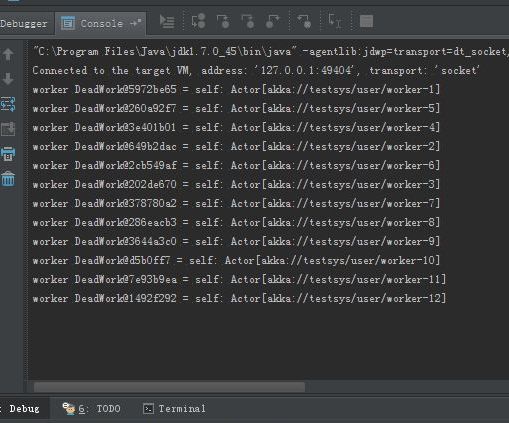 Debugger
Console
"C:\Program Files\Java\jdk1.7.0_45\bin\java" -agentlib:jdwp=transport=dt_socket,
Connected to the target VM, address: '127.0.0.1:49404', transport: 'socket'
worker DeadWork@5972be65 = self: Actor[akka://testsys/user/worker-1]
worker DeadWork@260a92f7 = self: Actor[akka://testsys/user/worker-5]
worker DeadWork@3e401b01 = self: Actor[akka://testsys/user/worker-4]
worker DeadWork@649b2dac = self: Actor[akka://testsys/user/worker-2]
worker DeadWork@2cb549af = self: Actor[akka://testsys/user/worker-6]
worker DeadWork@202de670 = self: Actor[akka://testsys/user/worker-3]
worker DeadWork@378780a2 = self: Actor[akka://testsys/user/worker-7]
worker DeadWork@286eacb3 = self: Actor[akka://testsys/user/worker-8]
worker DeadWork@3644a3c0 = self: Actor[akka://testsys/user/worker-9]
worker DeadWork@d5b0ff7 = self: Actor[akka://testsys/user/worker-10]
worker DeadWork@7e93b9ea = self: Actor[akka://testsys/user/worker-11]
worker DeadWork@1492f292 = self: Actor[akka://testsys/user/worker-12]
: Debug
6: TODO
Terminal